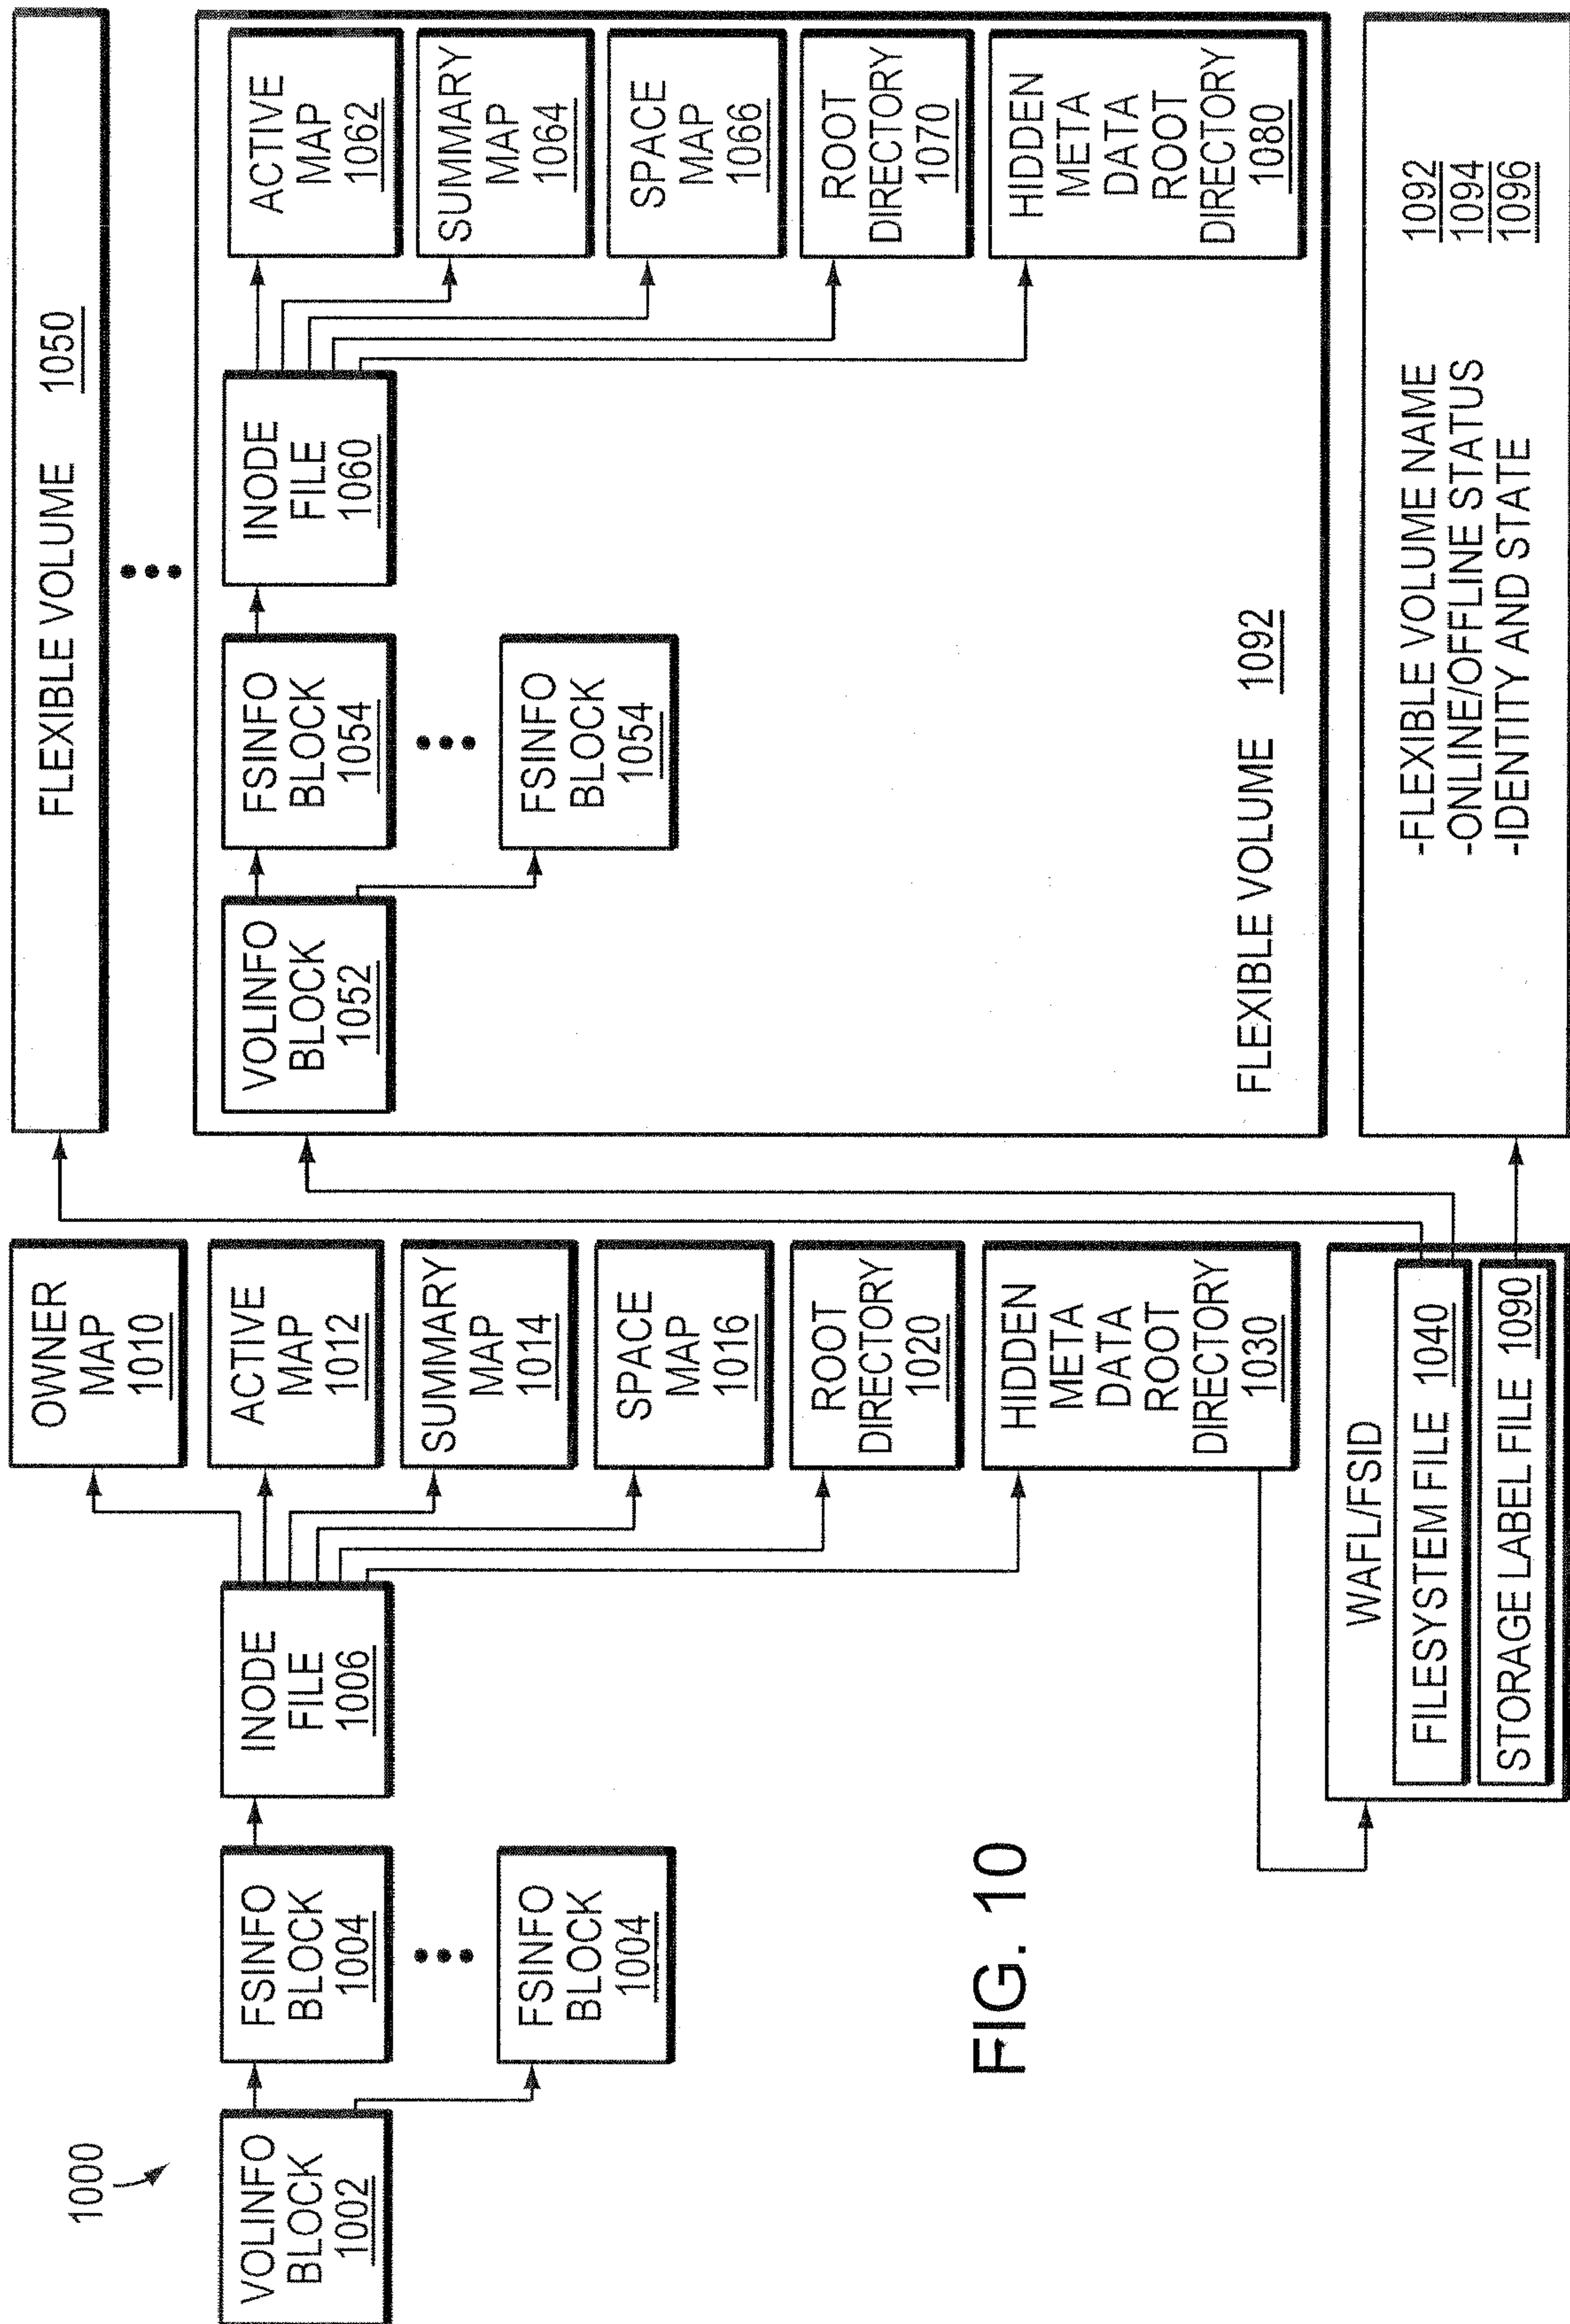 1000
VOLINFO
BLOCK
1002
FSINFO
BLOCK
1004
FSINFO
BLOCK
1004
INODE
FILE
1006
OWNER
MAP
1010
ACTIVE
MAP
1012
SUMMARY
MAP
1014
SPACE
MAP
1016
ROOT
DIRECTORY
1020
HIDDEN
META
DATA
ROOT
DIRECTORY
1030
WAFL/FSID
FILESYSTEM FILE 1040
STORAGE LABEL FILE 1090
FLEXIBLE VOLUME 1050
VOLINFO
BLOCK
1052
FSINFO
BLOCK
1054
FSINFO
BLOCK
1054
INODE
FILE
1060
ACTIVE
MAP
1062
SUMMARY
MAP
1064
SPACE
MAP
1066
ROOT
DIRECTORY
1070
HIDDEN
META
DATA
ROOT
DIRECTORY
1080
FLEXIBLE VOLUME 1092
-FLEXIBLE VOLUME NAME 1092
-ONLINE/OFFLINE STATUS 1094
-IDENTITY AND STATE 1096
FIG. 10